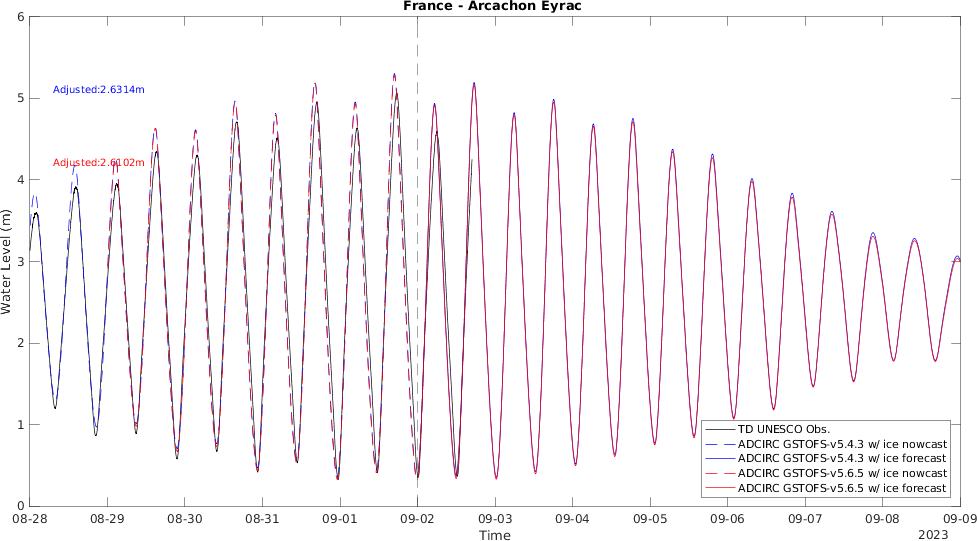 France - Arcachon Eyrac
6
5
4
3
2
1
0
Water Level (m)
Adjusted:2.6314m
Adjusted:2.6102m
TD UNESCO Obs.
ADCIRC GSTOFS-v5.4.3 w/ ice nowcast
ADCIRC GSTOFS-v5.4.3 w/ ice forecast
ADCIRC GSTOFS-v5.6.5 w/ ice nowcast
ADCIRC GSTOFS-v5.6.5 w/ ice forecast
08-28 08-29 08-30 08-31 09-01 09-02 09-03 09-04 09-05 09-06 09-07 09-08 09-09
Time
2023